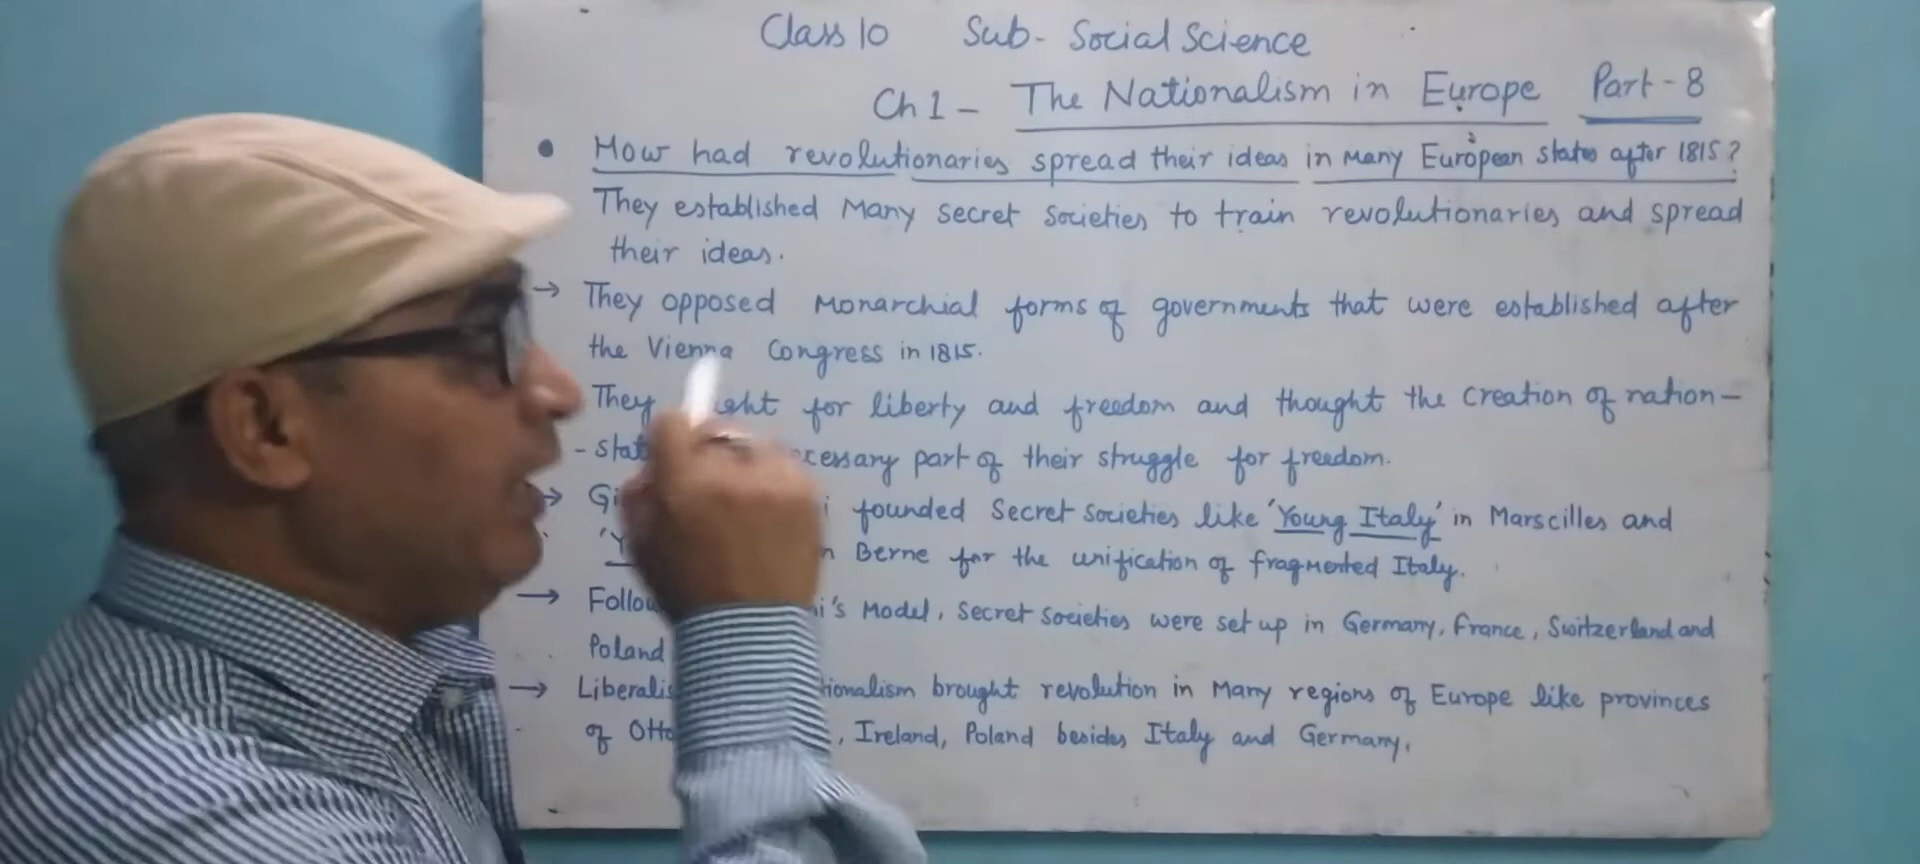 Class 10 Sub- Social Science
Ch 1 - The Nationalism in Europe Part - 8
• How had revolutionaries spread their ideas in many European states after 1815?
They established many secret societies to train revolutionaries and spread
their ideas.
→ They opposed monarchial forms of governments that were established after
the Vienna Congress in 1815.
They for liberty and freedom and thought the creation of nation-
- part of their struggle for freedom.
→ founded secret societies like 'Young Italy' in Marscilles and
Berne for the unification of fragmented Italy.
→ Model, secret societies were set up in Germany, France, Switzerland and
Poland
→ brought revolution in many regions of Europe like provinces
of , Ireland, Poland besides Italy and Germany.